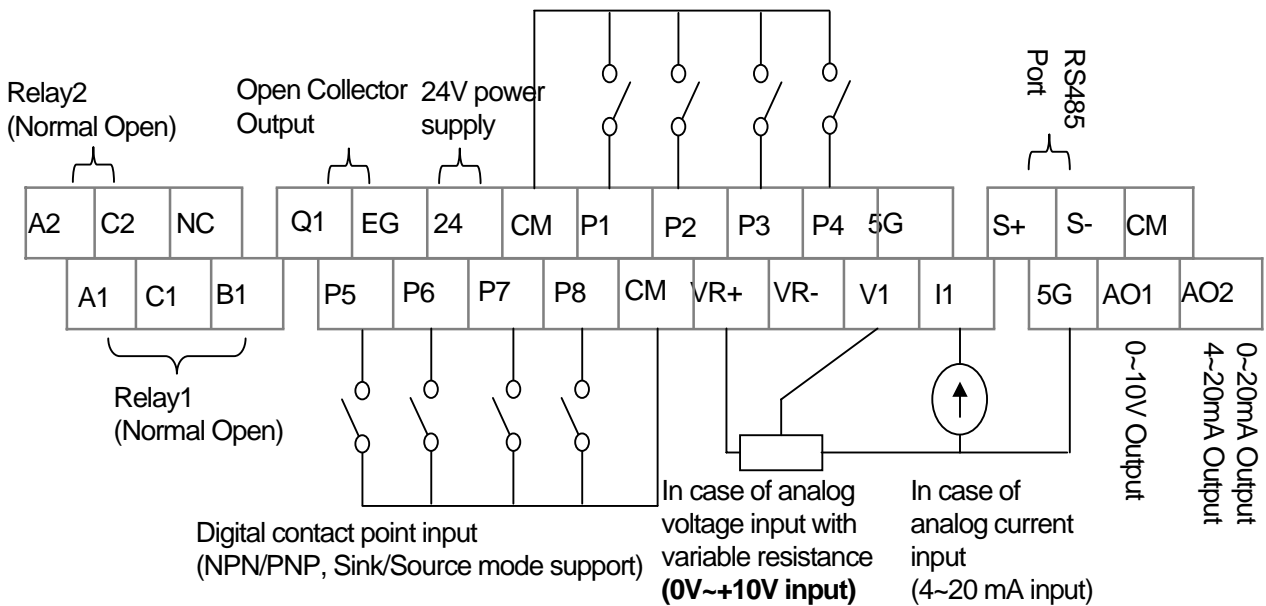 Relay2
(Normal Open)
Open Collector
Output
24V power
supply
RS485
Port
A2 C2 NC Q1 EG 24 CM P1 P2 P3 P4 5G S+ S- CM
A1 C1 B1 P5 P6 P7 P8 CM VR+ VR- V1 I1 5G AO1 AO2
Relay1
(Normal Open)
Digital contact point input
(NPN/PNP, Sink/Source mode support)
In case of analog
voltage input with
variable resistance
(0V~+10V input)
In case of
analog current
input
(4~20 mA input)
0~10V Output
0~20mA Output
4~20mA Output